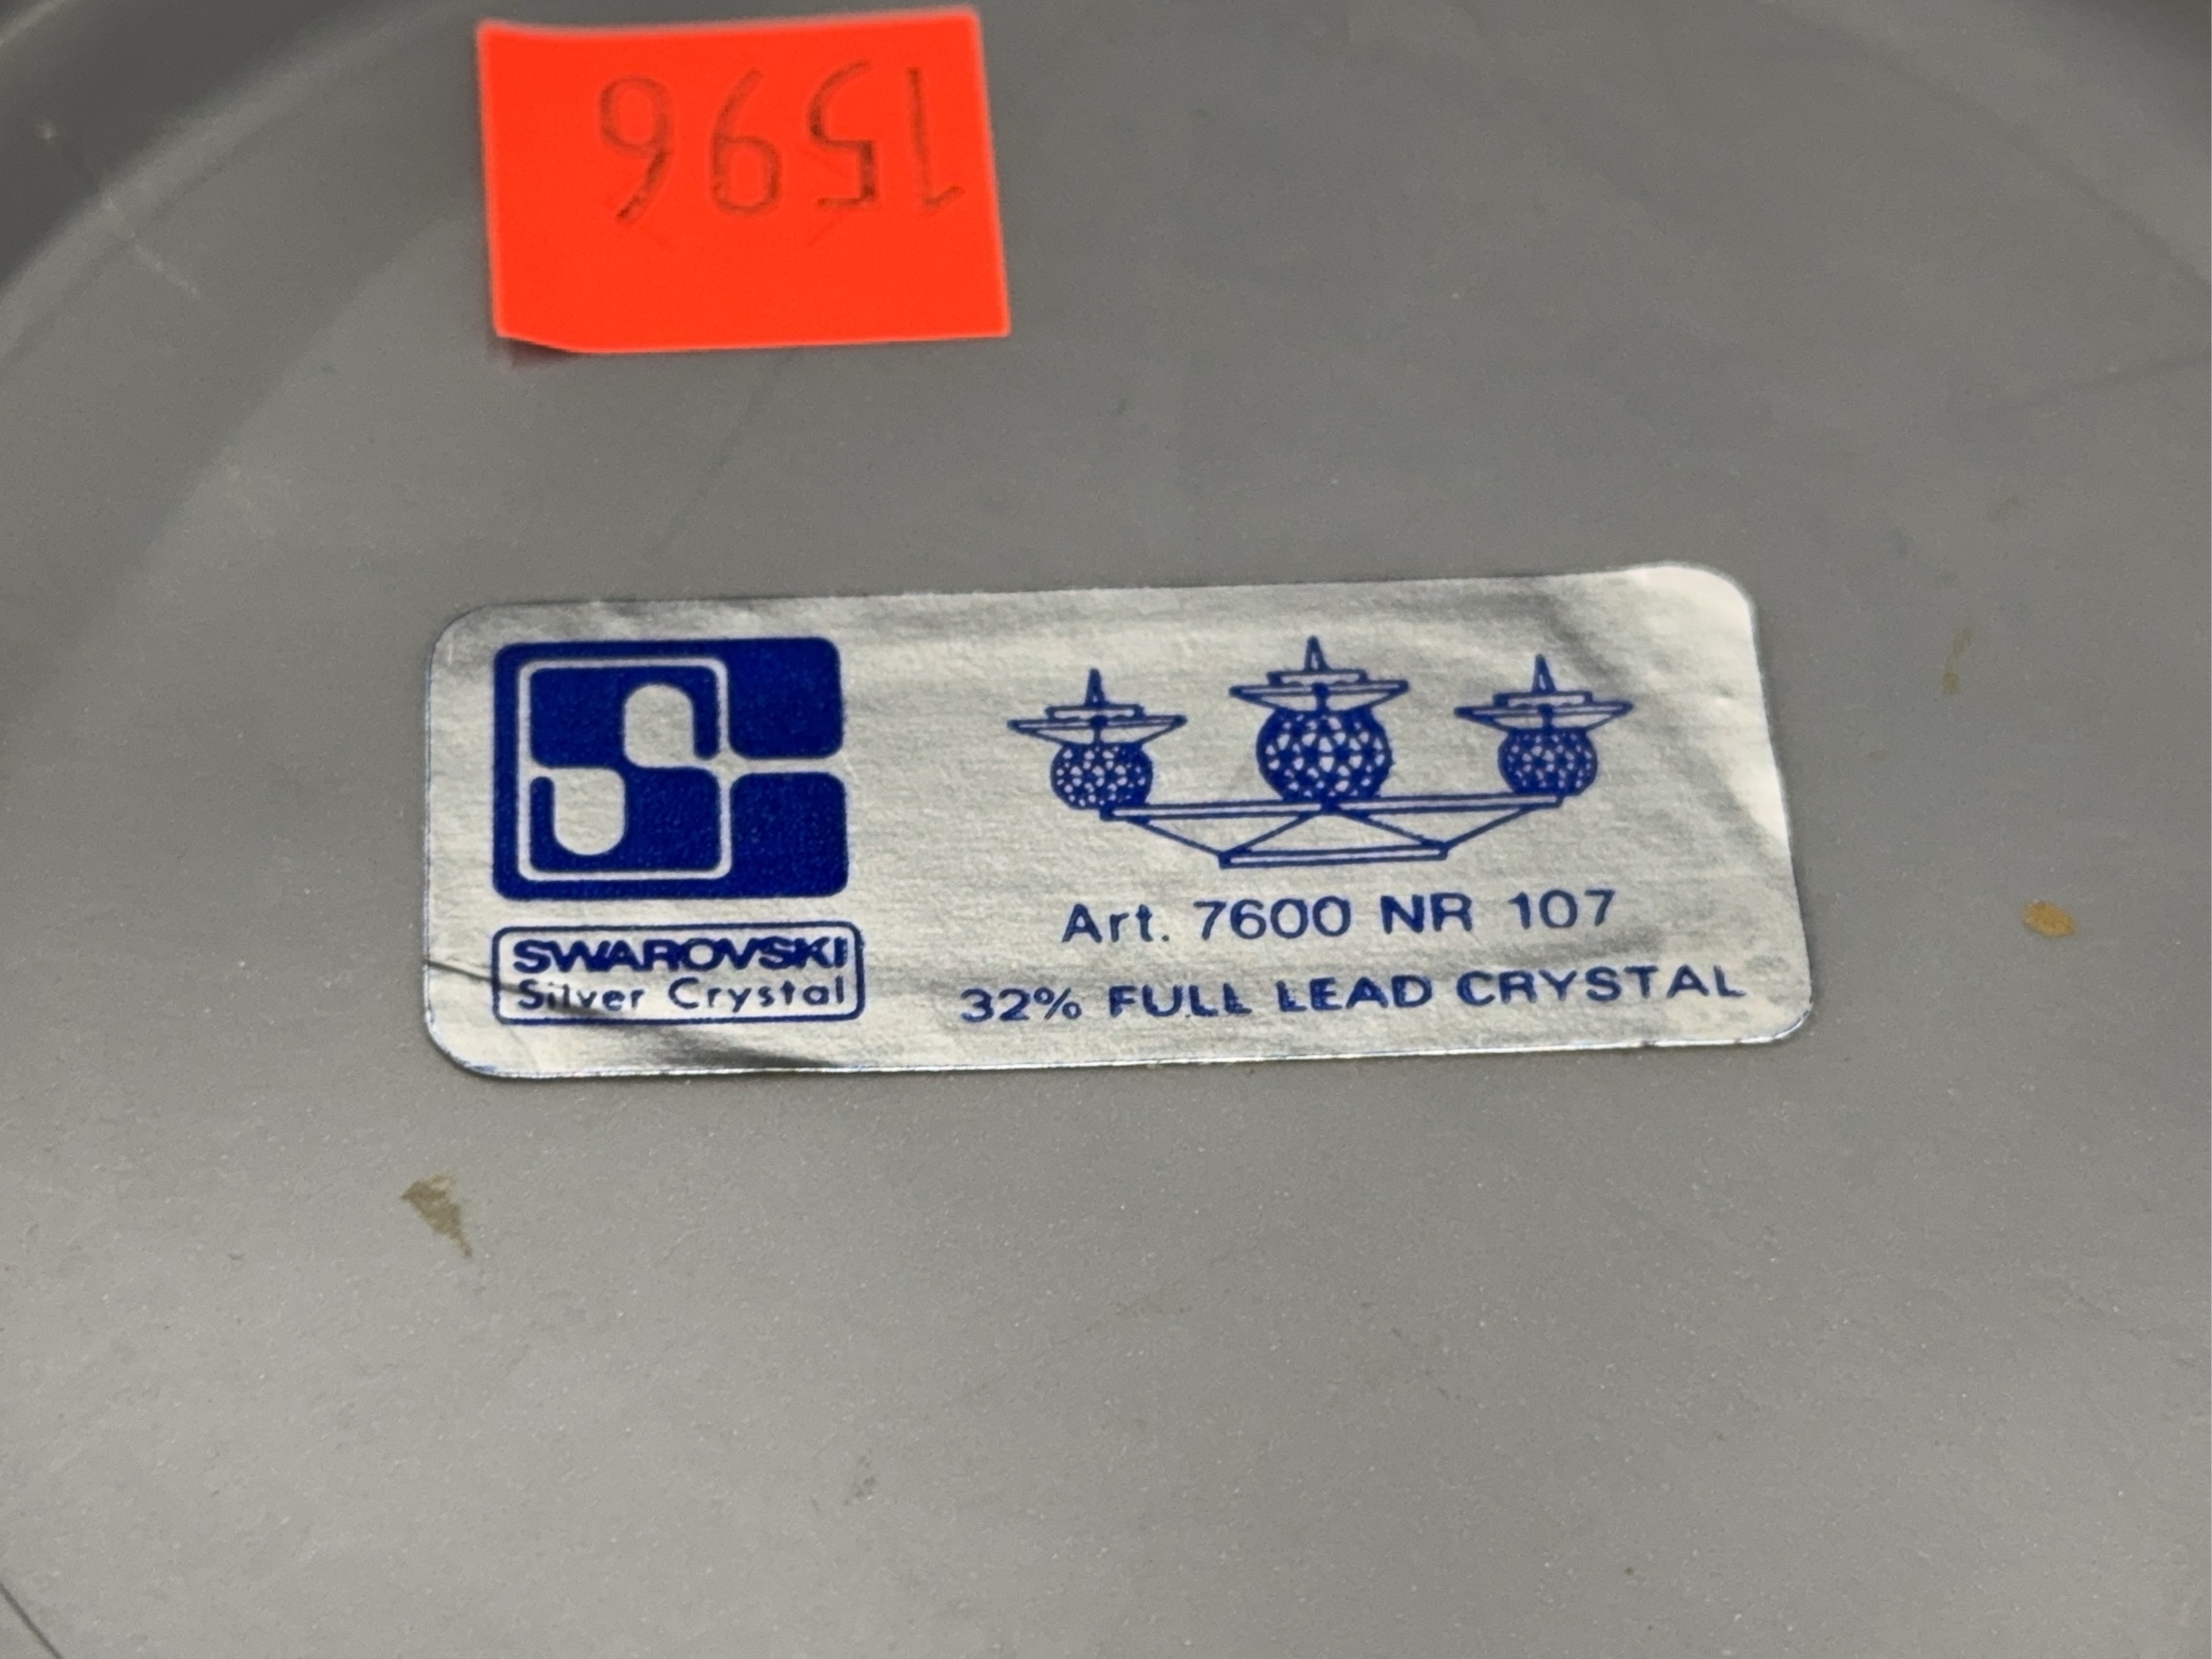 1596
SWAROVSKI
Silver Crystal
Art. 7600 NR 107
32% FULL LEAD CRYSTAL